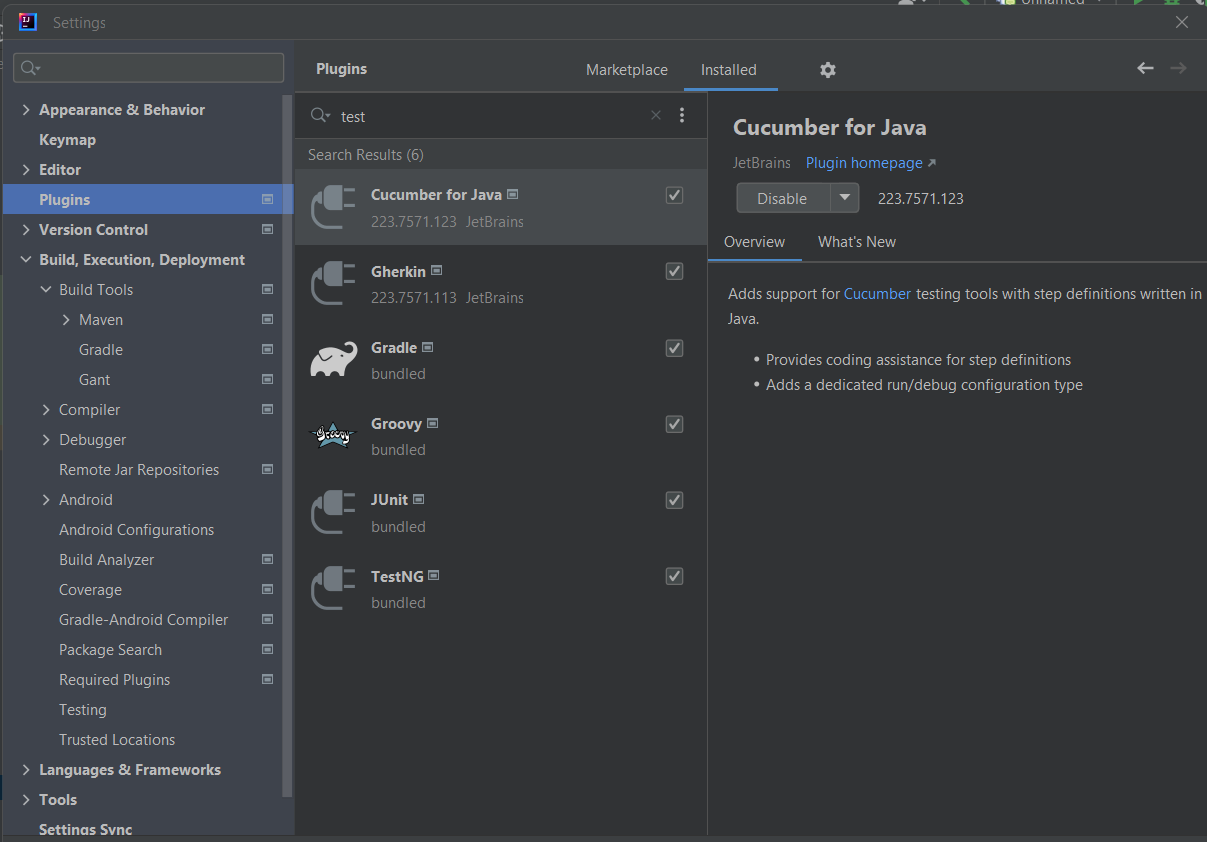 Unnamed
Settings
Plugins
Marketplace
Installed
Appearance & Behavior
Keymap
Editor
Plugins
Version Control
Build, Execution, Deployment
Build Tools
Maven
Gradle
Gant
Compiler
Debugger
Remote Jar Repositories
Android
Android Configurations
Build Analyzer
Coverage
Gradle-Android Compiler
Package Search
Required Plugins
Testing
Trusted Locations
Languages & Frameworks
Tools
Settings Sync
test
Search Results (6)
Cucumber for Java
223.7571.123 JetBrains
Gherkin
223.7571.113 JetBrains
Gradle
bundled
Groovy
bundled
JUnit
bundled
TestNG
bundled
Cucumber for Java
JetBrains Plugin homepage
Disable 223.7571.123
Overview What's New
Adds support for Cucumber testing tools with step definitions written in
Java.
• Provides coding assistance for step definitions
• Adds a dedicated run/debug configuration type